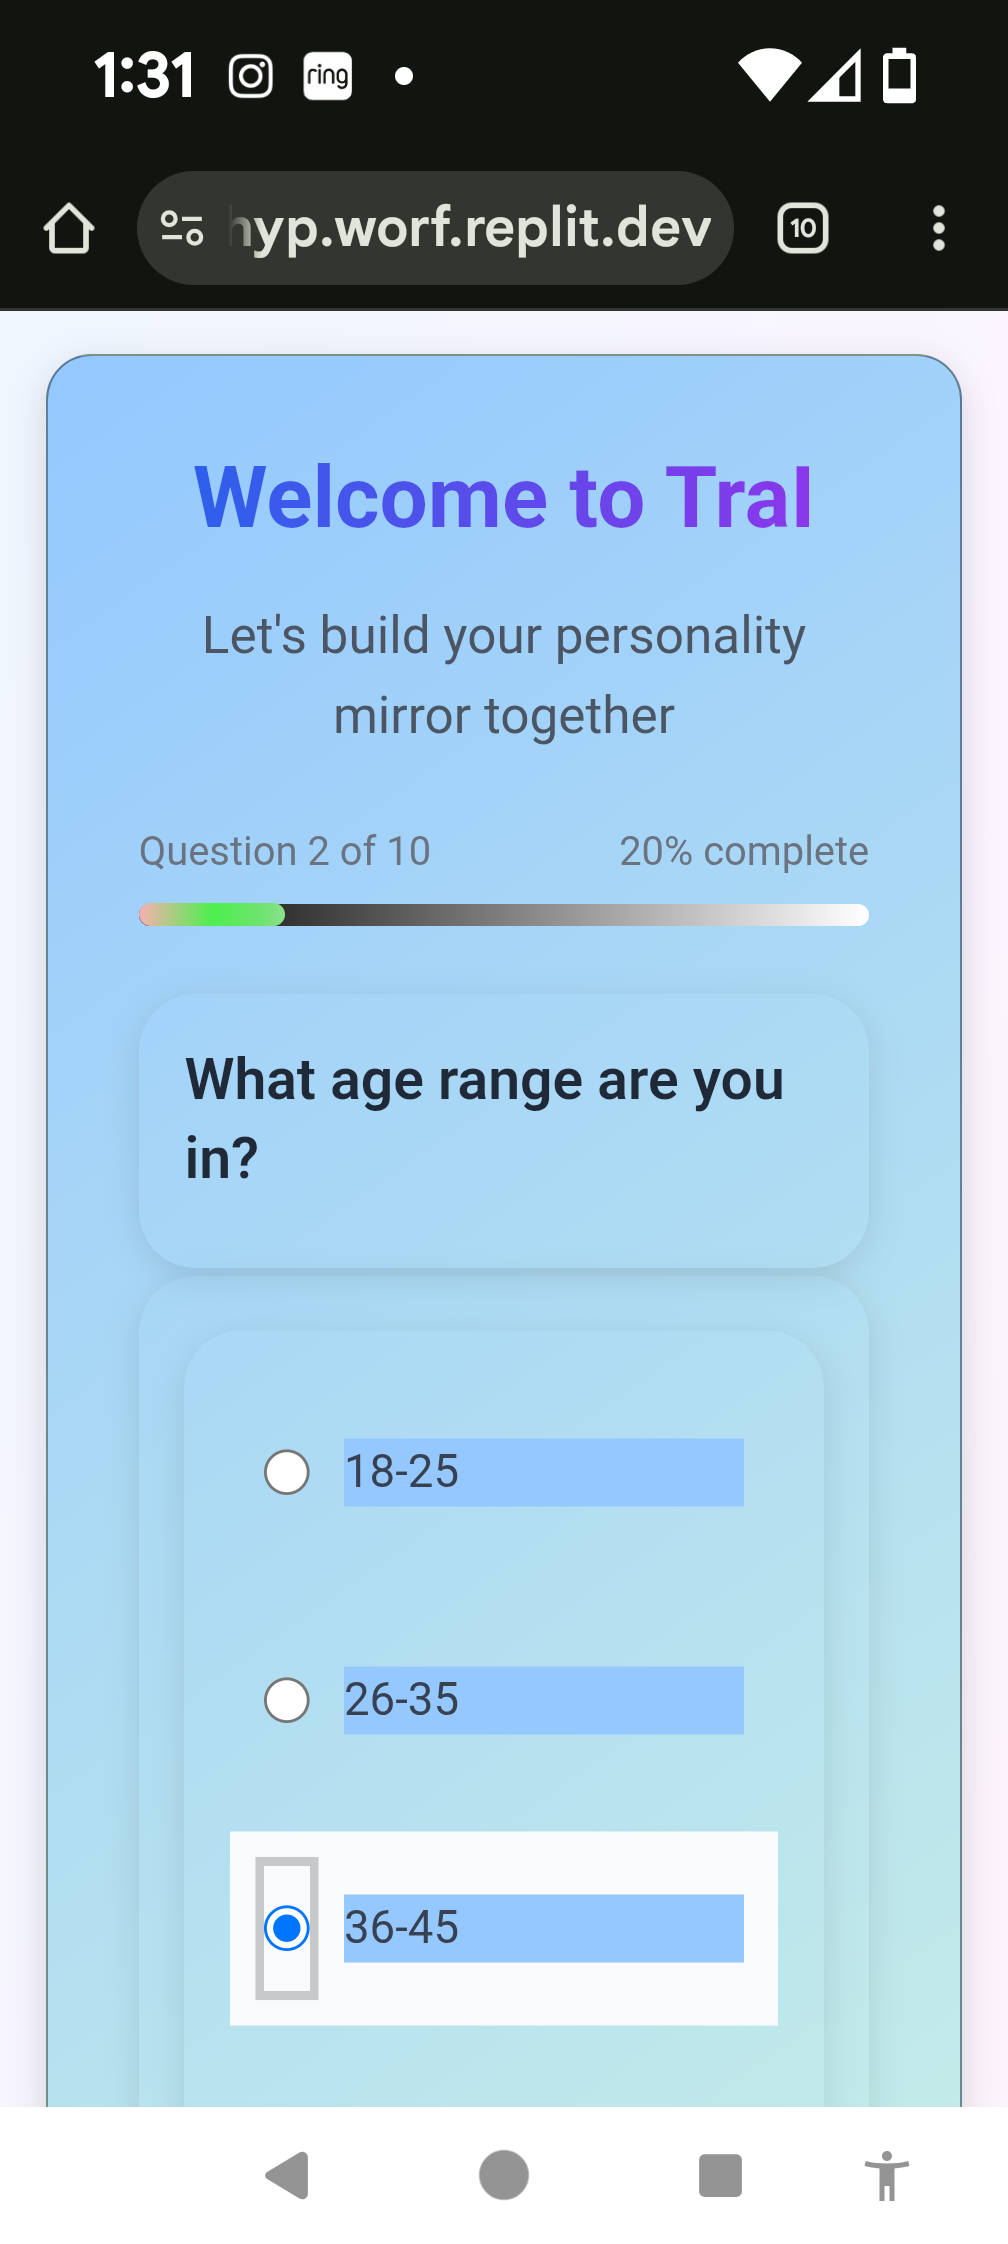 1:31 ring
hyp.worf.replit.dev 10
Welcome to TraI
Let's build your personality
mirror together
Question 2 of 10 20% complete
What age range are you
in?
18-25
26-35
36-45